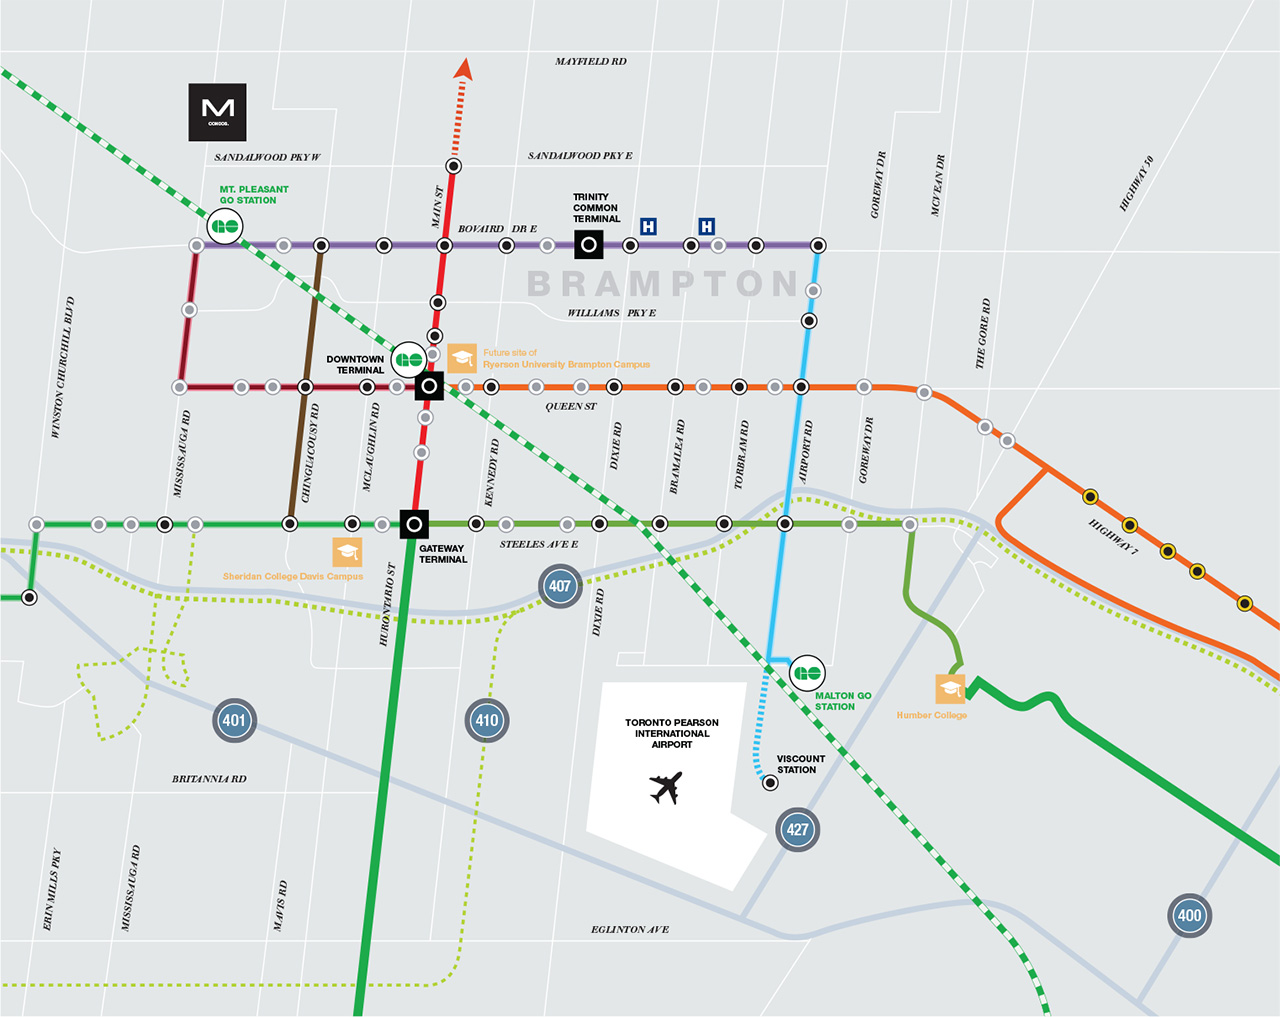 MAYFIELD RD
M
CONDOS.
SANDALWOOD PKY W
SANDALWOOD PKY E
MT. PLEASANT
GO STATION
GO
MAIN ST
TRINITY
COMMON
TERMINAL
H
H
BOVAIRD DR E
GOREWAY DR
MCVEAN DR
HIGHWAY 50
BRAMPTON
WILLIAMS PKY E
WINSTON CHURCHILL BLVD
THE GORE RD
DOWNTOWN
TERMINAL
GO
Future site of
Ryerson University Brampton Campus
QUEEN ST
MISSISSAUGA RD
CHINGUACOUSY RD
MCLAUGHLIN RD
KENNEDY RD
DIXIE RD
BRAMALEA RD
TORBRAM RD
AIRPORT RD
GOREWAY DR
HIGHWAY 7
GATEWAY
TERMINAL
STEELES AVE E
Sheridan College Davis Campus
HURONTARIO ST
407
DIXIE RD
GO
MALTON GO
STATION
Humber College
401
410
TORONTO PEARSON
INTERNATIONAL
AIRPORT
VISCOUNT
STATION
BRITANNIA RD
427
ERIN MILLS PKY
MISSISSAUGA RD
MAVIS RD
EGLINTON AVE
400